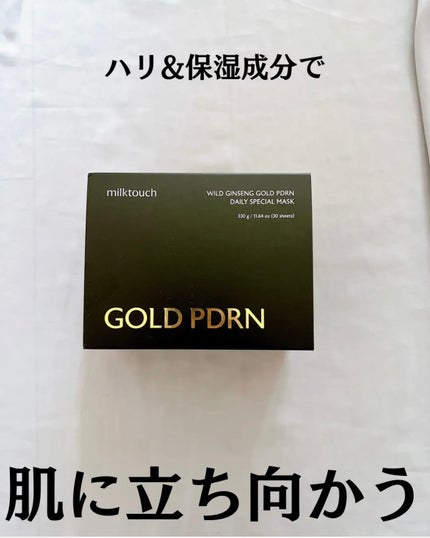 ハリ&保湿成分で
milktouch
WILD GINSENG GOLD PDRN
DAILY SPECIAL MASK
330 g / 11.64 oz (30 sheets)
GOLD PDRN
肌に立ち向かう